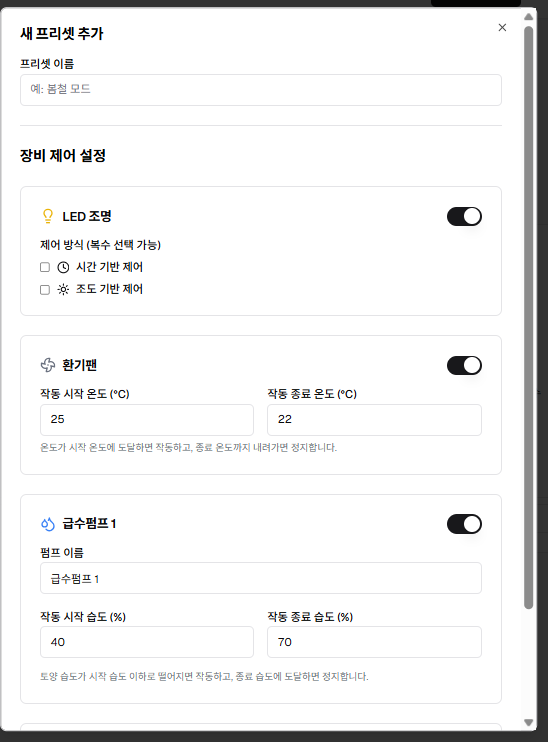 새 프리셋 추가
프리셋 이름
예: 봄철 모드
장비 제어 설정
LED 조명
제어 방식 (복수 선택 가능)
시간 기반 제어
조도 기반 제어
환기팬
작동 시작 온도 (°C) 작동 종료 온도 (°C)
25 22
온도가 시작 온도에 도달하면 작동하고, 종료 온도까지 내려가면 정지합니다.
급수펌프 1
펌프 이름
급수펌프 1
작동 시작 습도 (%) 작동 종료 습도 (%)
40 70
토양 습도가 시작 습도 이하로 떨어지면 작동하고, 종료 습도에 도달하면 정지합니다.